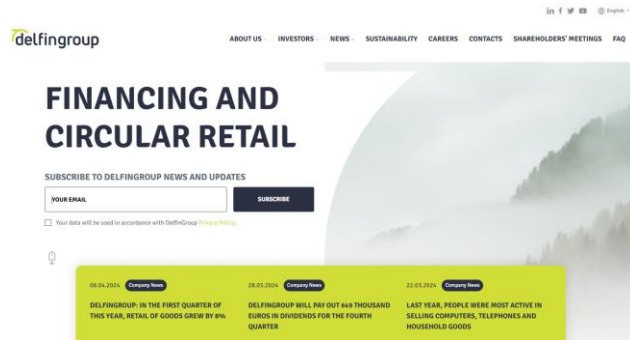 English
delfingroup
ABOUT US
INVESTORS
NEWS
SUSTAINABILITY
CAREERS
CONTACTS
SHAREHOLDERS' MEETINGS
FAQ
FINANCING AND
CIRCULAR RETAIL
SUBSCRIBE TO DELFINGROUP NEWS AND UPDATES
YOUR EMAIL
SUBSCRIBE
Your data will be used in accordance with DelfinGroup Privacy Policy
08.04.2024 Company News
DELFINGROUP: IN THE FIRST QUARTER OF
THIS YEAR, RETAIL OF GOODS GREW BY 8%
28.03.2024 Company News
DELFINGROUP WILL PAY OUT 649 THOUSAND
EUROS IN DIVIDENDS FOR THE FOURTH
QUARTER
22.03.2024 Company News
LAST YEAR, PEOPLE WERE MOST ACTIVE IN
SELLING COMPUTERS, TELEPHONES AND
HOUSEHOLD GOODS